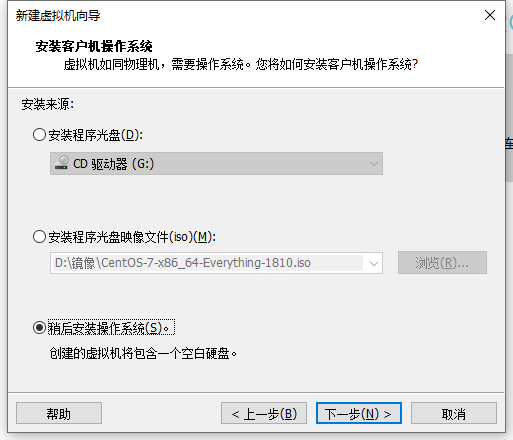 新建虚拟机向导
安装客户机操作系统
虚拟机如同物理机，需要操作系统。您将如何安装客户机操作系统?
安装来源:
安装程序光盘(D):
CD 驱动器 (G:)
安装程序光盘映像文件(iso)(M):
D:\镜像\CentOS-7-x86_64-Everything-1810.iso
浏览(R)...
稍后安装操作系统(S)。
创建的虚拟机将包含一个空白硬盘。
帮助
< 上一步(B)
下一步(N) >
取消